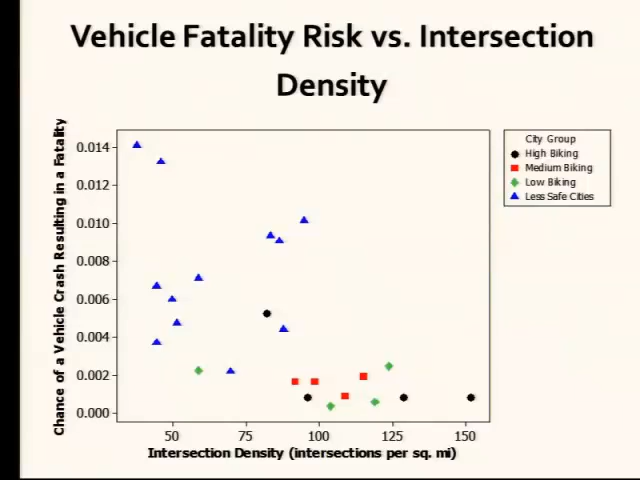 Vehicle Fatality Risk vs. Intersection
Density
Chance of a Vehicle Crash Resulting in a Fatality
0.014
0.012
0.010
0.008
0.006
0.004
0.002
0.000
50
75
100
125
150
Intersection Density (intersections per sq. mi)
City Group
High Biking
Medium Biking
Low Biking
Less Safe Cities